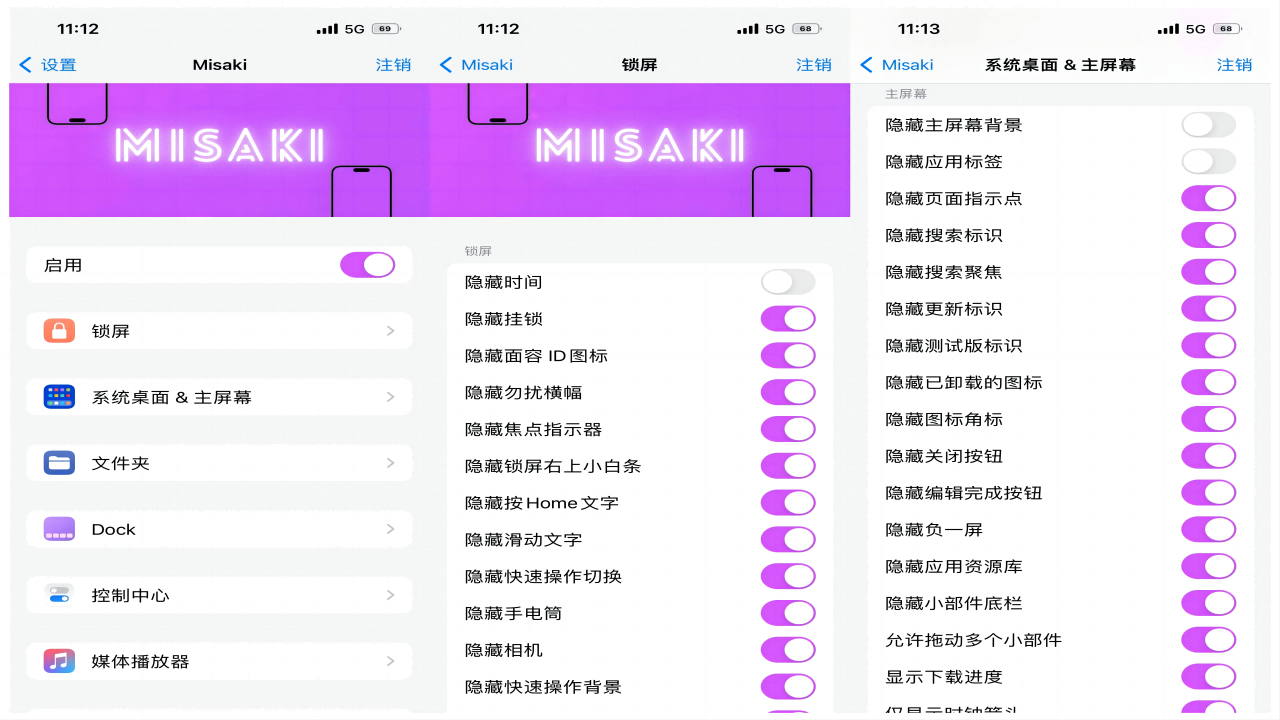 11:12
5G 69
设置
Misaki
注销
MISAKI
启用
锁屏
系统桌面 & 主屏幕
文件夹
Dock
控制中心
媒体播放器
11:12
5G 68
Misaki
锁屏
注销
MISAKI
锁屏
隐藏时间
隐藏挂锁
隐藏面容 ID 图标
隐藏勿扰横幅
隐藏焦点指示器
隐藏锁屏右上小白条
隐藏按 Home 文字
隐藏滑动文字
隐藏快速操作切换
隐藏手电筒
隐藏相机
隐藏快速操作背景
11:13
5G 68
Misaki
系统桌面 & 主屏幕
注销
主屏幕
隐藏主屏幕背景
隐藏应用标签
隐藏页面指示点
隐藏搜索标识
隐藏搜索聚焦
隐藏更新标识
隐藏测试版标识
隐藏已卸载的图标
隐藏图标角标
隐藏关闭按钮
隐藏编辑完成按钮
隐藏负一屏
隐藏应用资源库
隐藏小部件底栏
允许拖动多个小部件
显示下载进度
仅显示时钟箭头